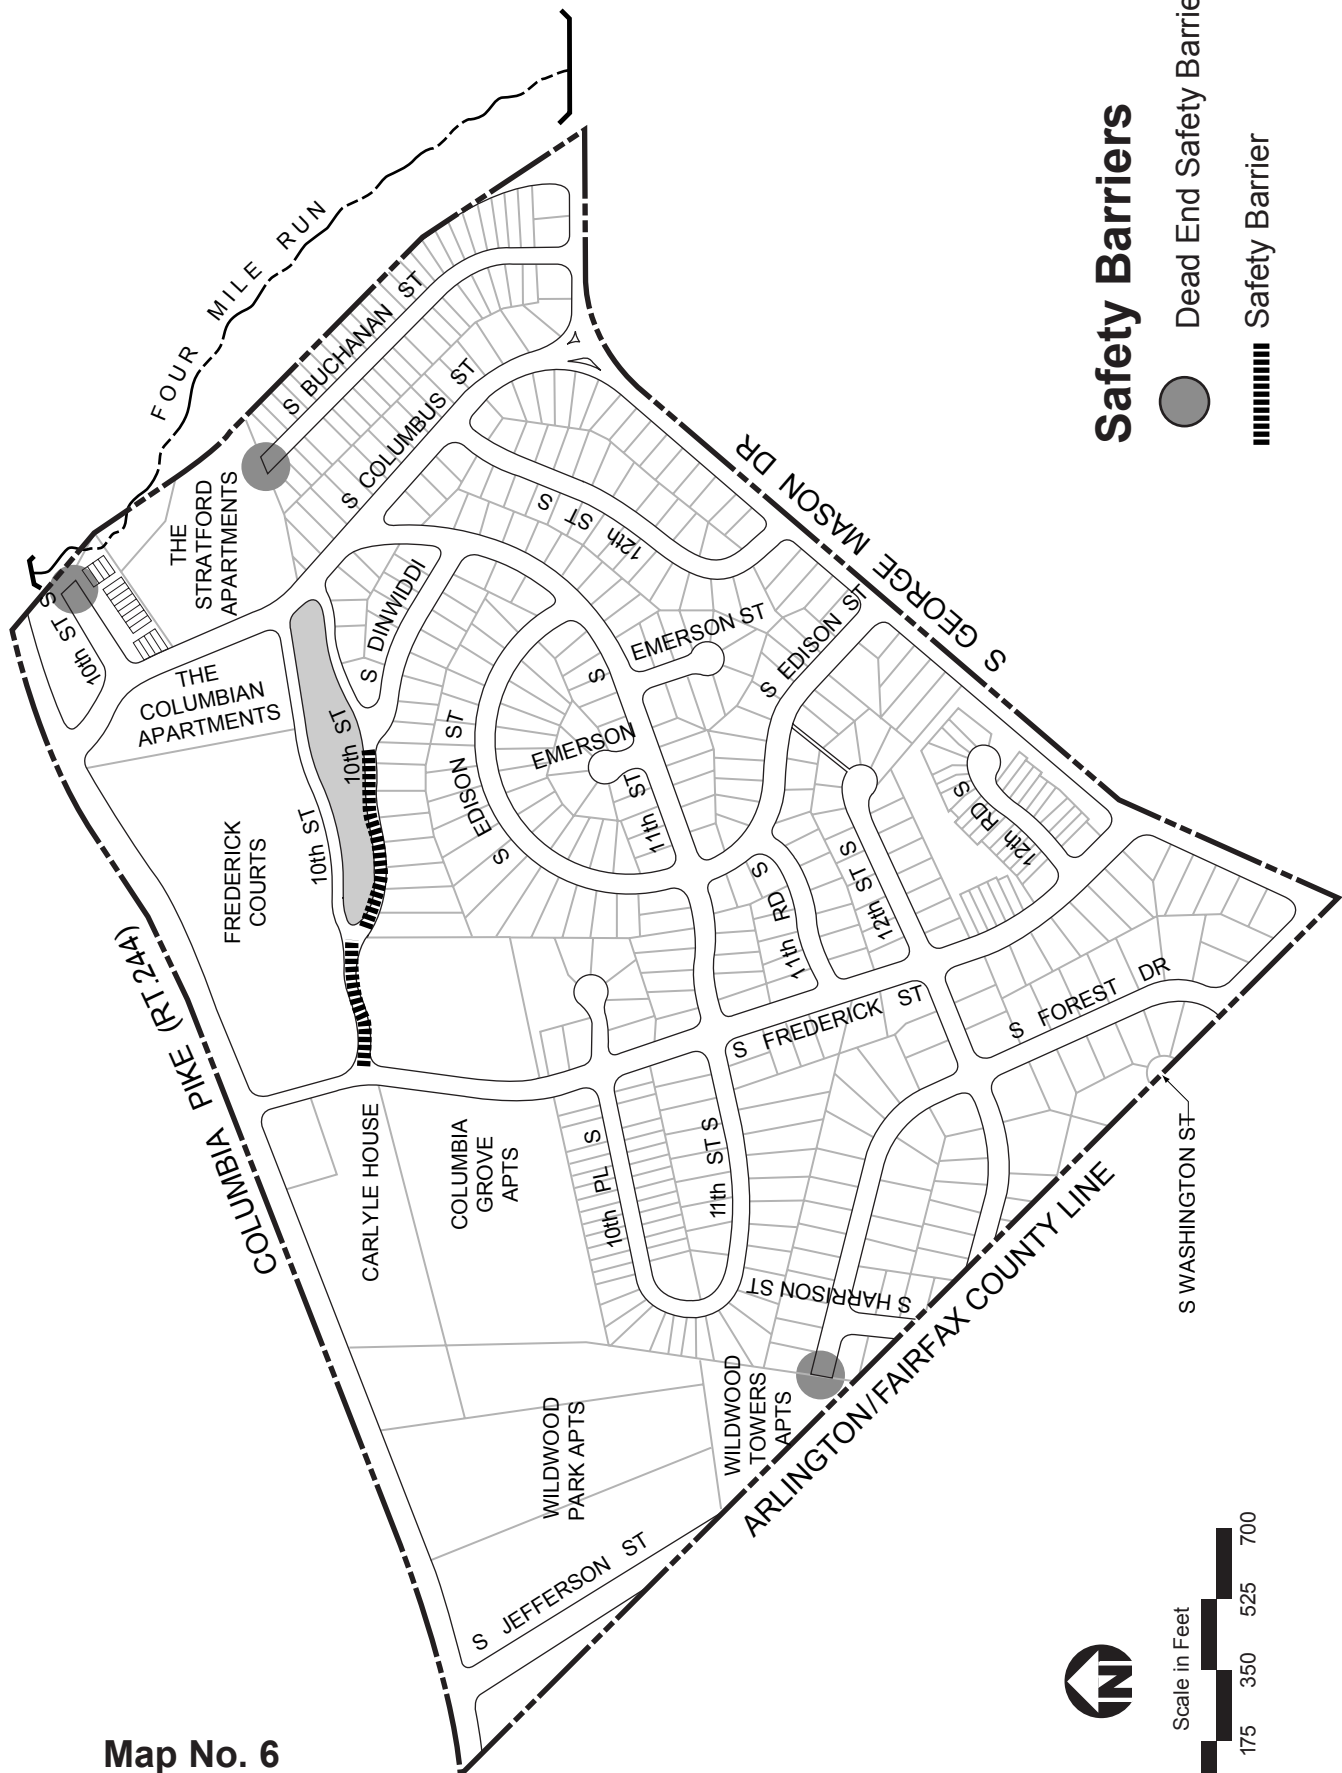 FOUR MILE RUN
10th ST S
THE
STRATFORD
APARTMENTS
S BUCHANAN ST
S COLUMBUS ST
THE
COLUMBIAN
APARTMENTS
S DINWIDDI
12th ST S
S GEORGE MASON DR
Safety Barriers
Dead End Safety Barrie
Safety Barrier
10th ST
10th ST
FREDERICK
COURTS
S EDISON ST
EMERSON S
EMERSON ST
S EDISON ST
11th ST
11th RD S
12th ST S
12th RD S
COLUMBIA PIKE (RT.244)
S FREDERICK ST
S FOREST DR
CARLYLE HOUSE
COLUMBIA
GROVE
APTS
10th PL S
11th ST S
S HARRISON ST
S WASHINGTON ST
ARLINGTON/FAIRFAX COUNTY LINE
WILDWOOD
PARK APTS
WILDWOOD
TOWERS
APTS
S JEFFERSON ST
N
Scale in Feet
175 350 525 700
Map No. 6